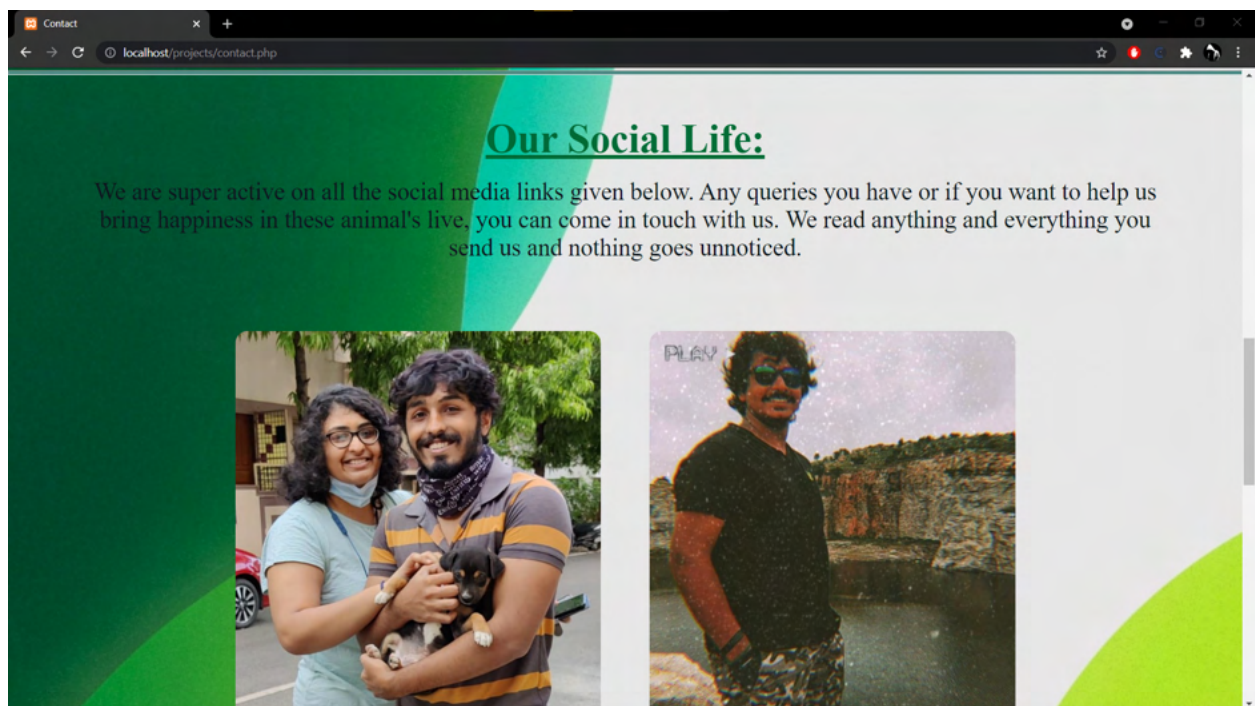 Contact
localhost/projects/contact.php
Our Social Life:
We are super active on all the social media links given below. Any queries you have or if you want to help us
bring happiness in these animal's live, you can come in touch with us. We read anything and everything you
send us and nothing goes unnoticed.
PLAY